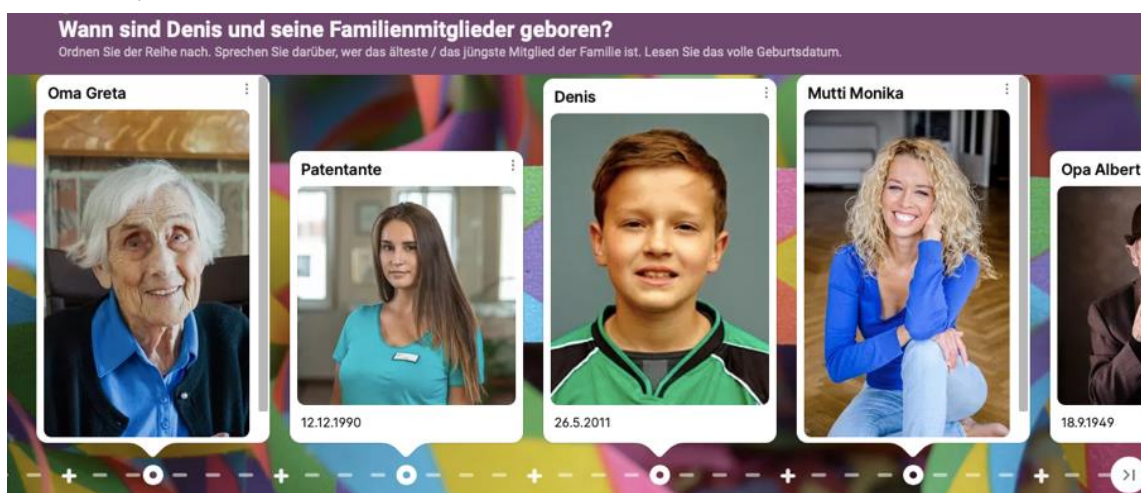 Wann sind Denis und seine Familienmitglieder geboren?
Ordnen Sie der Reihe nach. Sprechen Sie darüber, wer das älteste / das jüngste Mitglied der Familie ist. Lesen Sie das volle Geburtsdatum.
Oma Greta
Patentante
12.12.1990
Denis
26.5.2011
Mutti Monika
Opa Albert
18.9.1949